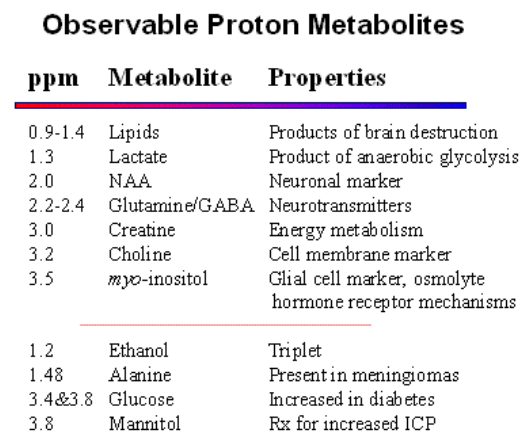 Observable Proton Metabolites
ppm Metabolite Properties
0.9-1.4 Lipids Products of brain destruction
1.3 Lactate Product of anaerobic glycolysis
2.0 NAA Neuronal marker
2.2-2.4 Glutamine/GABA Neurotransmitters
3.0 Creatine Energy metabolism
3.2 Choline Cell membrane marker
3.5 myo-inositol Glial cell marker, osmolyte
hormone receptor mechanisms
1.2 Ethanol Triplet
1.48 Alanine Present in meningiomas
3.4&3.8 Glucose Increased in diabetes
3.8 Mannitol Rx for increased ICP